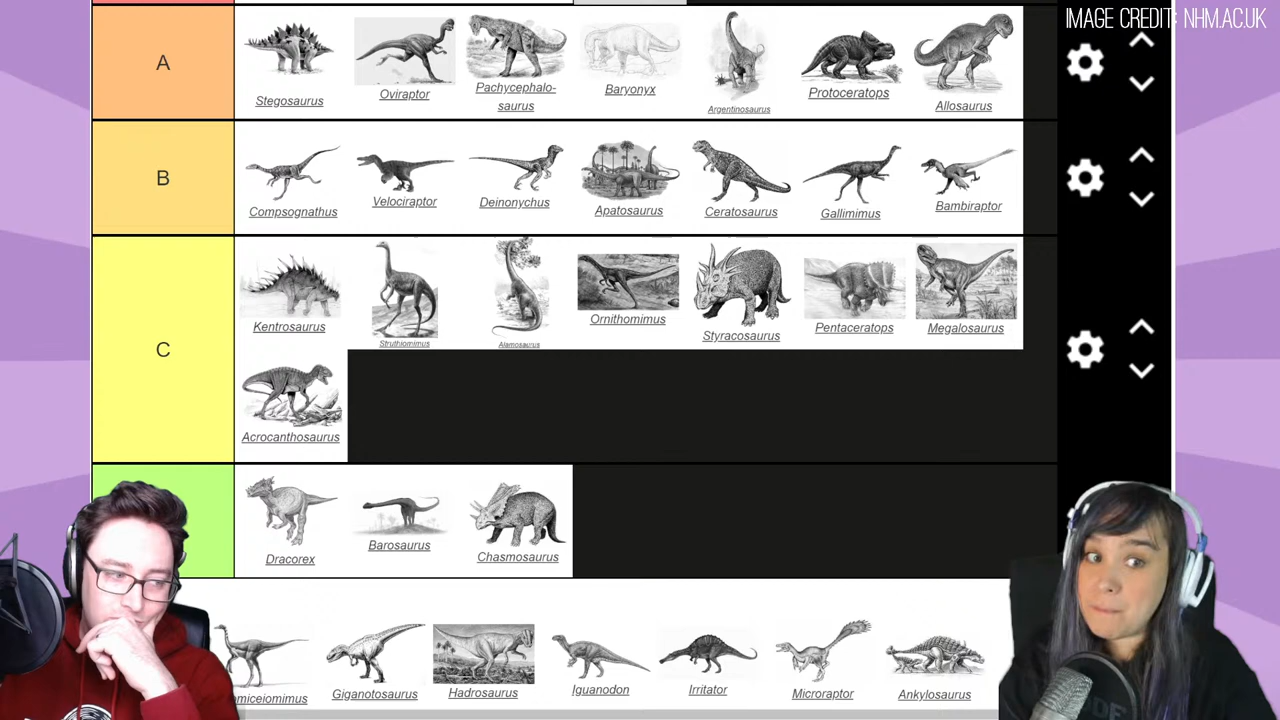 IMAGE CREDIT: NHM.AC.UK
A
Stegosaurus
Oviraptor
Pachycephalo-
saurus
Baryonyx
Argentinosaurus
Protoceratops
Allosaurus
B
Compsognathus
Velociraptor
Deinonychus
Apatosaurus
Ceratosaurus
Gallimimus
Bambiraptor
C
Kentrosaurus
Struthiomimus
Alamosaurus
Ornithomimus
Styracosaurus
Pentaceratops
Megalosaurus
Acrocanthosaurus
Dracorex
Barosaurus
Chasmosaurus
miceiomimus
Giganotosaurus
Hadrosaurus
Iguanodon
Irritator
Microraptor
Ankylosaurus